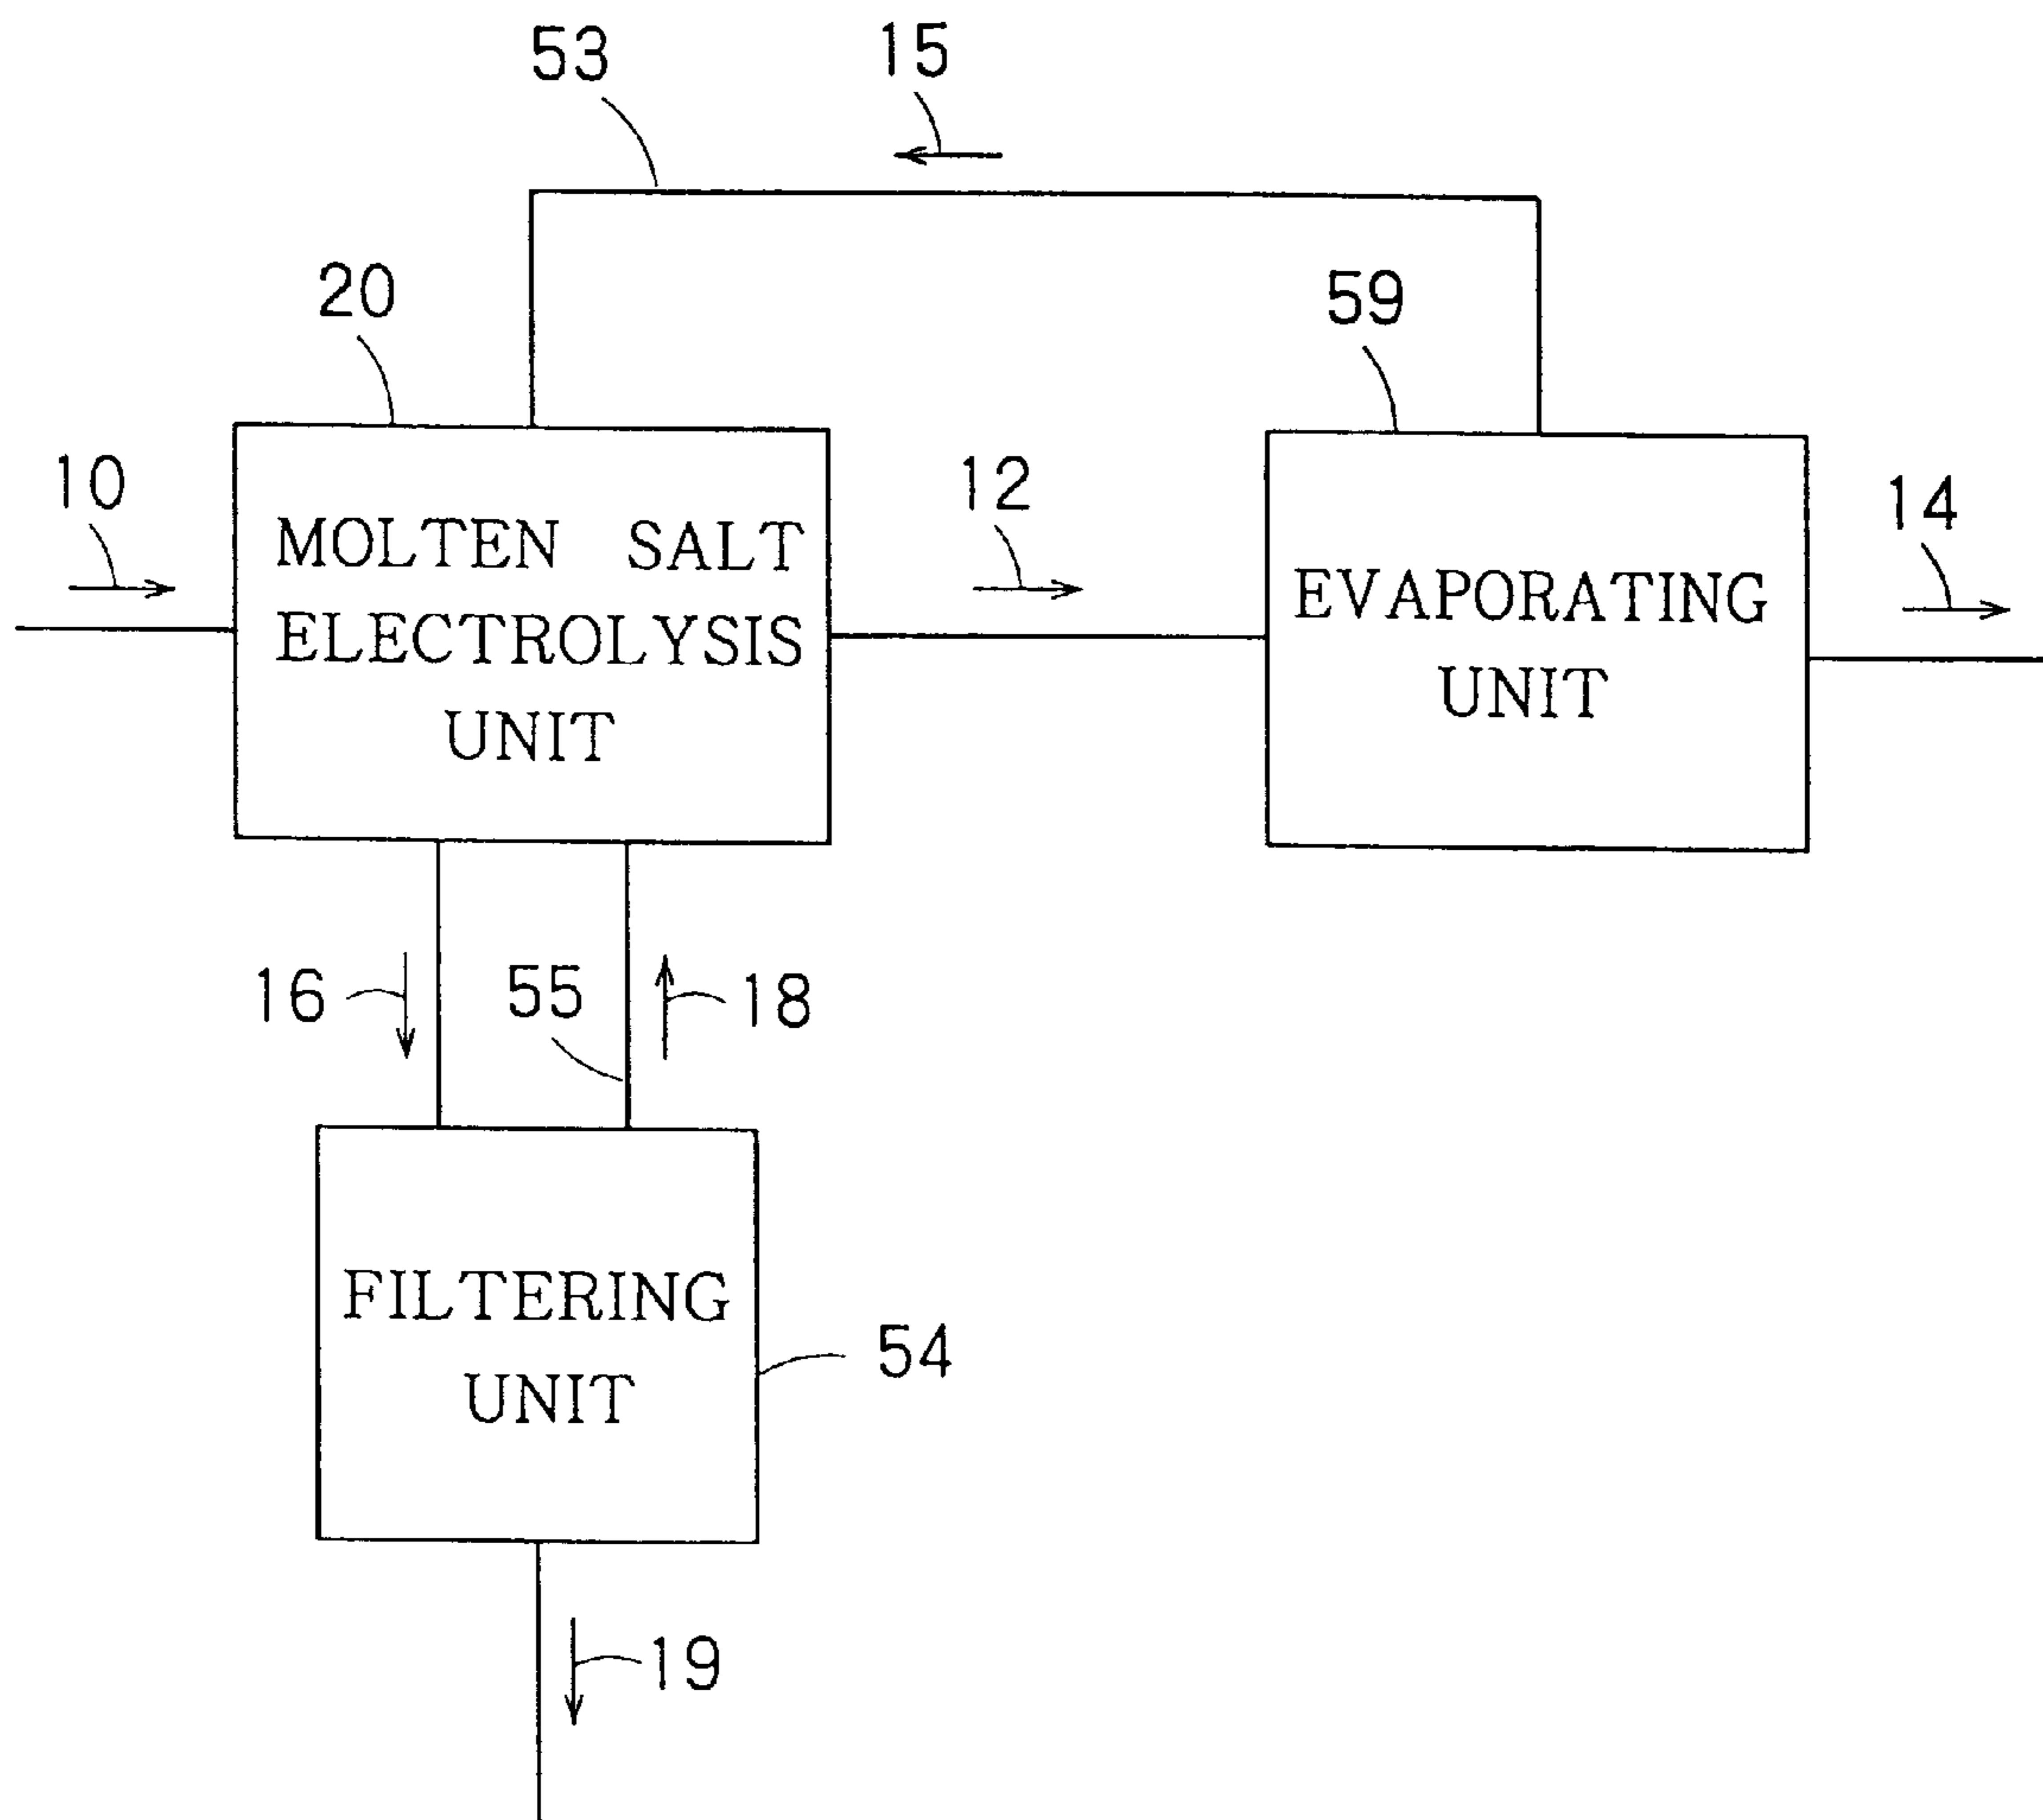 53
15
20
59
10
12
14
MOLTEN SALT
ELECTROLYSIS
UNIT
EVAPORATING
UNIT
16
55
18
FILTERING
UNIT
54
19